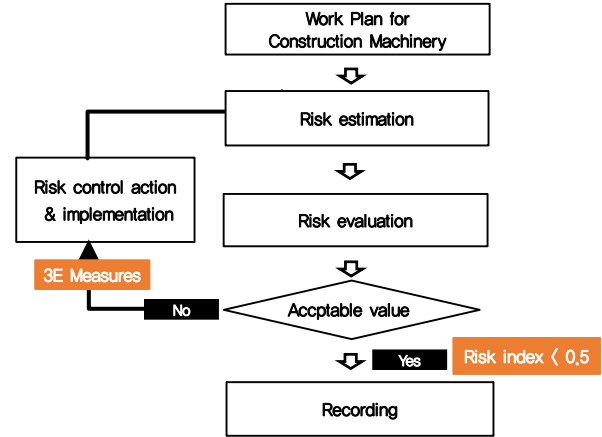 Work Plan for
Construction Machinery
Risk estimation
Risk control action
& implementation
Risk evaluation
3E Measures
No
Accptable value
Yes
Risk index < 0.5
Recording